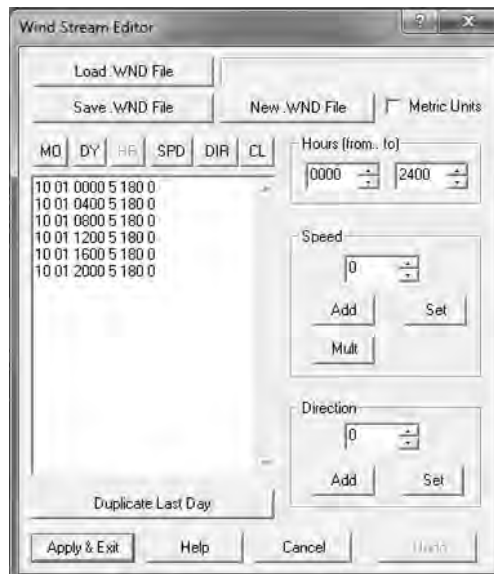 Wind Stream Editor
? X
Load .WND File
Save .WND File
New .WND File
Metric Units
MO DY HR SPD DIR CL
10 01 0000 5 180 0
10 01 0400 5 180 0
10 01 0800 5 180 0
10 01 1200 5 180 0
10 01 1600 5 180 0
10 01 2000 5 180 0
Hours (from.. to)
0000 2400
Speed
0
Add Set
Mult
Direction
0
Add Set
Duplicate Last Day
Apply & Exit Help Cancel Undo